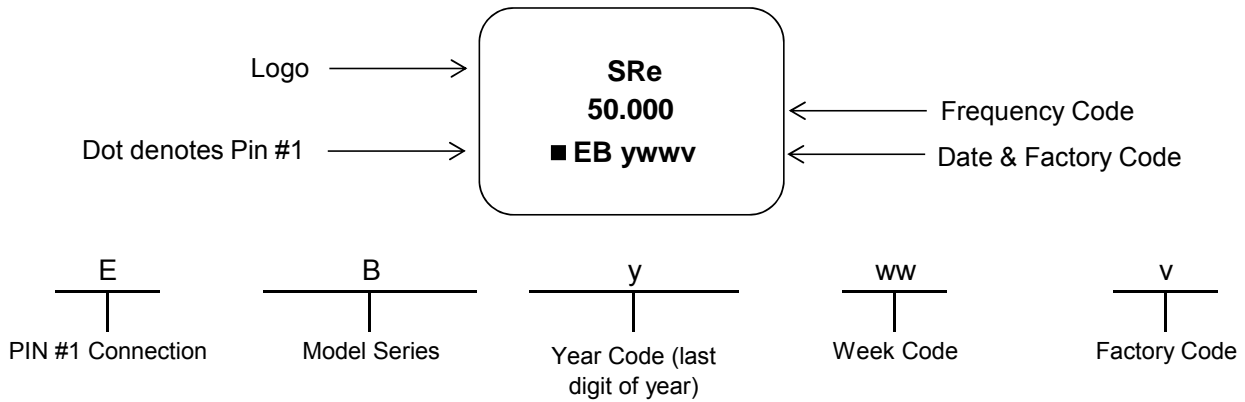 Logo
SRe
50.000
Frequency Code
Dot denotes Pin #1
■ EB ywwv
Date & Factory Code
E
B
y
ww
v
PIN #1 Connection
Model Series
Year Code (last
digit of year)
Week Code
Factory Code